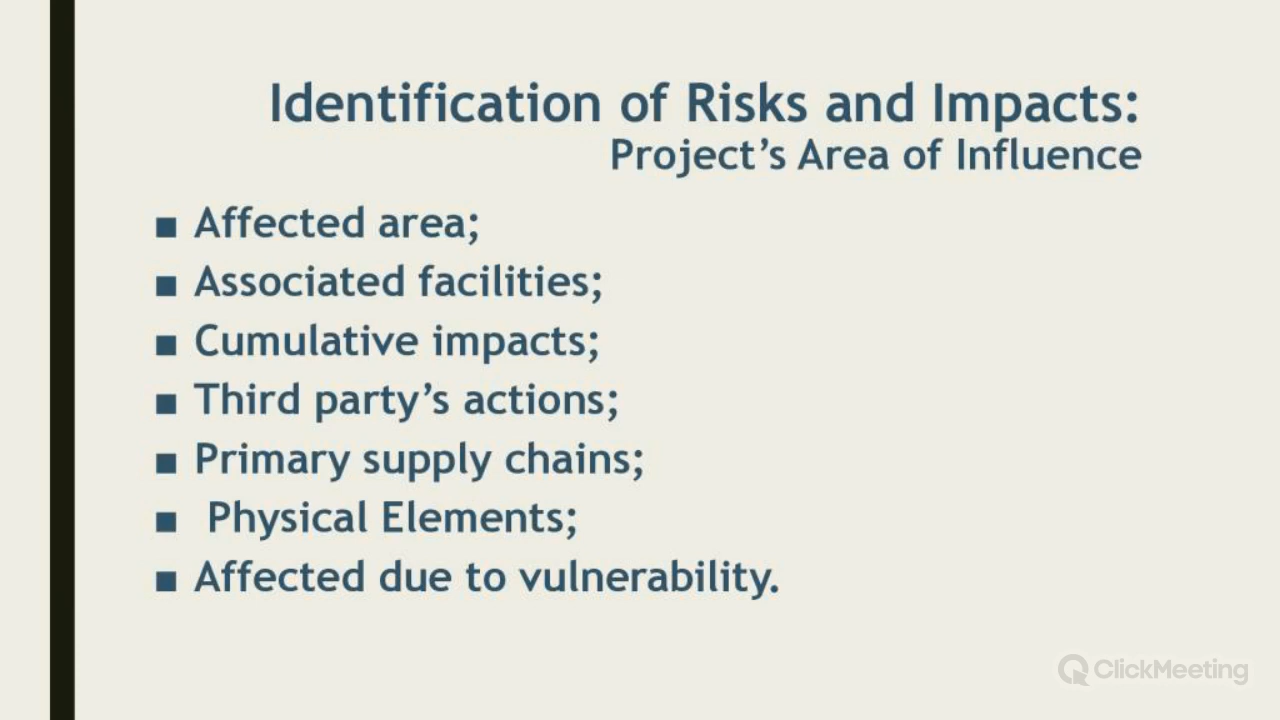 Identification of Risks and Impacts:
Project’s Area of Influence
■ Affected area;
■ Associated facilities;
■ Cumulative impacts;
■ Third party’s actions;
■ Primary supply chains;
■ Physical Elements;
■ Affected due to vulnerability.
ClickMeeting